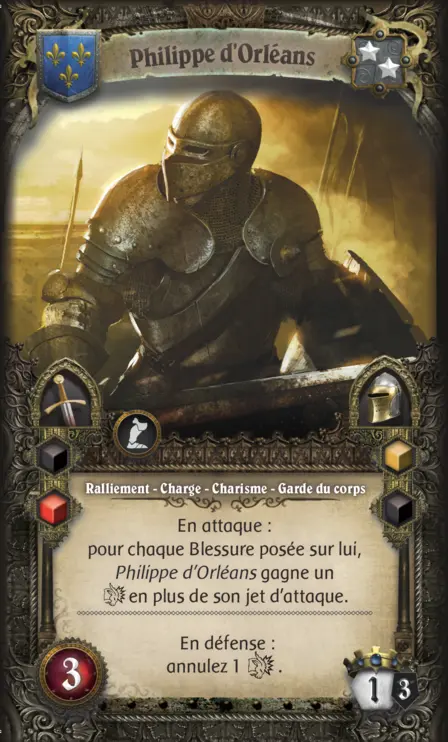 Philippe d'Orléans
Ralliement - Charge - Charisme - Garde du corps
En attaque :
pour chaque Blessure posée sur lui,
Philippe d'Orléans gagne un
en plus de son jet d'attaque.
En défense :
annulez 1 .
3
1 3